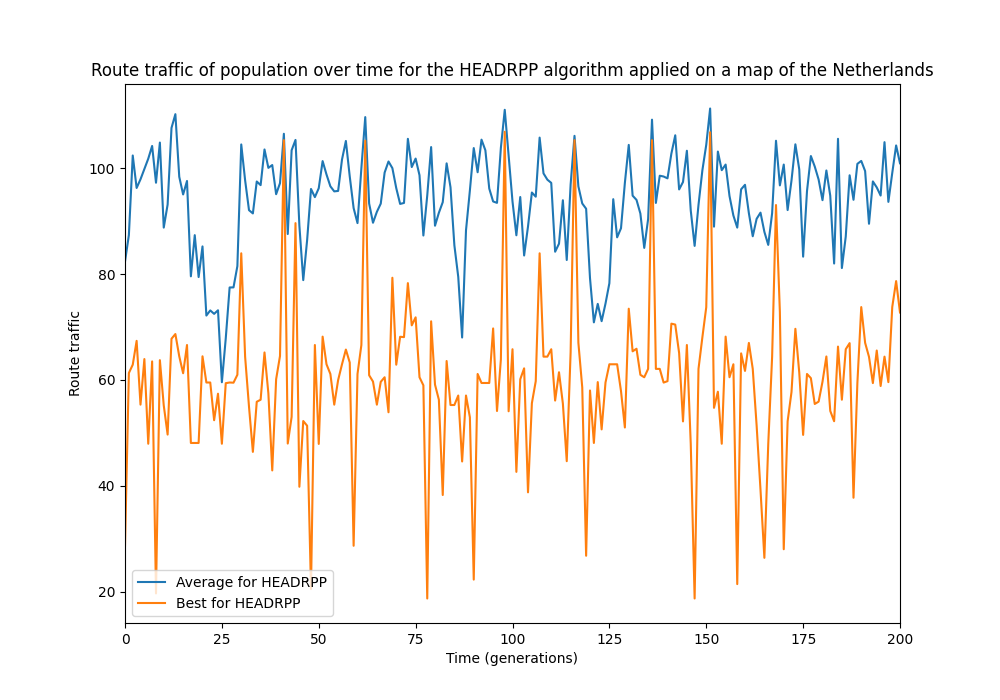 Route traffic of population over time for the HEADRPP algorithm applied on a map of the Netherlands
Route traffic
100
80
60
40
20
Average for HEADRPP
Best for HEADRPP
0 25 50 75 100 125 150 175 200
Time (generations)